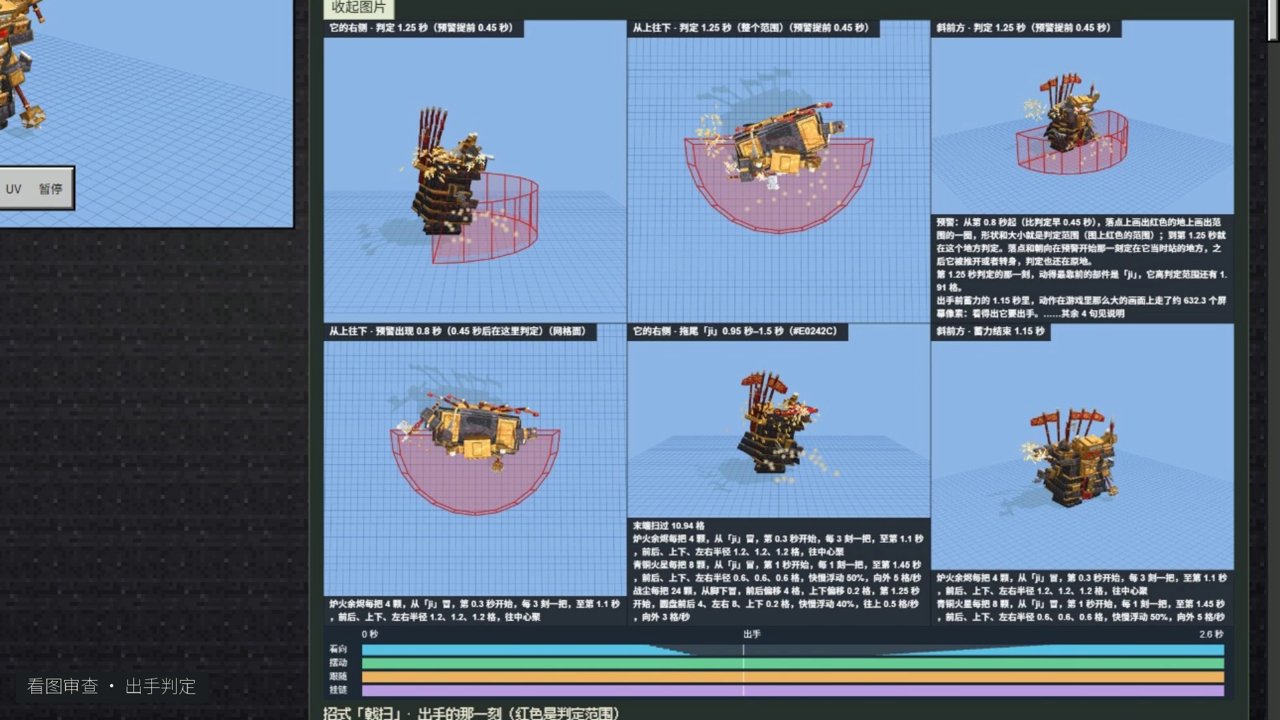 收起图片
它的右侧 · 判定 1.25 秒（预警提前 0.45 秒）
从上往下 · 判定 1.25 秒（整个范围）（预警提前 0.45 秒）
斜前方 · 判定 1.25 秒（预警提前 0.45 秒）
UV 暂停
预警：从第 0.8 秒起（比判定早 0.45 秒），落点上画出红色的地上画出范
围的一圈，形状和大小就是判定范围（图上红色的范围）；到第 1.25 秒就
在这个地方判定。落点和朝向在预警开始那一刻定在它当时站的地方，之
后它被推开或者转身，判定也还在原地。
第 1.25 秒判定的那一刻，动得最靠前的部件是「ji」，它离判定范围还有 1.
91 格。
出手前蓄力的 1.15 秒里，动作在游戏里那么大的画面上走了约 632.3 个屏
幕像素：看得出它要出手。……其余 4 句见说明
从上往下 · 预警出现 0.8 秒（0.45 秒后在这里判定）（网格面）
它的右侧 · 拖尾「ji」0.95 秒–1.5 秒（#E0242C）
斜前方 · 蓄力结束 1.15 秒
末端扫过 10.94 格
炉火余烬每把 4 颗，从「ji」冒，第 0.3 秒开始，每 3 刻一把，至第 1.1 秒
，前后、上下、左右半径 1.2、1.2、1.2 格，往中心聚
青铜火星每把 8 颗，从「ji」冒，第 1 秒开始，每 1 刻一把，至第 1.45 秒
，前后、上下、左右半径 0.6、0.6、0.6 格，快慢浮动 50%，向外 5 格/秒
战尘每把 24 颗，从脚下冒，前后偏移 4 格，上下偏移 0.2 格，第 1.25 秒
开始，圆盘前后 4、左右 8、上下 0.2 格，快慢浮动 40%，往上 0.5 格/秒
，向外 3 格/秒
炉火余烬每把 4 颗，从「ji」冒，第 0.3 秒开始，每 3 刻一把，至第 1.1 秒
，前后、上下、左右半径 1.2、1.2、1.2 格，往中心聚
炉火余烬每把 4 颗，从「ji」冒，第 0.3 秒开始，每 3 刻一把，至第 1.1 秒
，前后、上下、左右半径 1.2、1.2、1.2 格，往中心聚
青铜火星每把 8 颗，从「ji」冒，第 1 秒开始，每 1 刻一把，至第 1.45 秒
，前后、上下、左右半径 0.6、0.6、0.6 格，快慢浮动 50%，向外 5 格/秒
0 秒 出手 2.6 秒
看向
摆动
跟随
挂链
看图审查 · 出手判定
招式「戟扫」· 出手的那一刻（红色是判定范围）